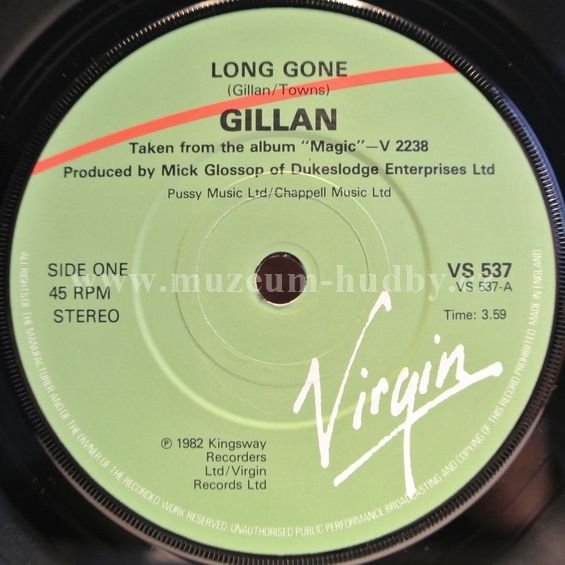 LONG GONE
(Gillan/Towns)
GILLAN
Taken from the album "Magic"—V 2238
Produced by Mick Glossop of Dukeslodge Enterprises Ltd
Pussy Music Ltd/Chappell Music Ltd
SIDE ONE
45 RPM
STEREO
VS 537
VS 537-A
Time: 3.59
Virgin
℗ 1982 Kingsway
Recorders
Ltd/Virgin
Records Ltd
ALL RIGHTS OF THE MANUFACTURER AND OF THE OWNER OF THE RECORDED WORK RESERVED. UNAUTHORISED PUBLIC PERFORMANCE BROADCASTING AND COPYING OF THIS RECORD PROHIBITED. MADE IN ENGLAND